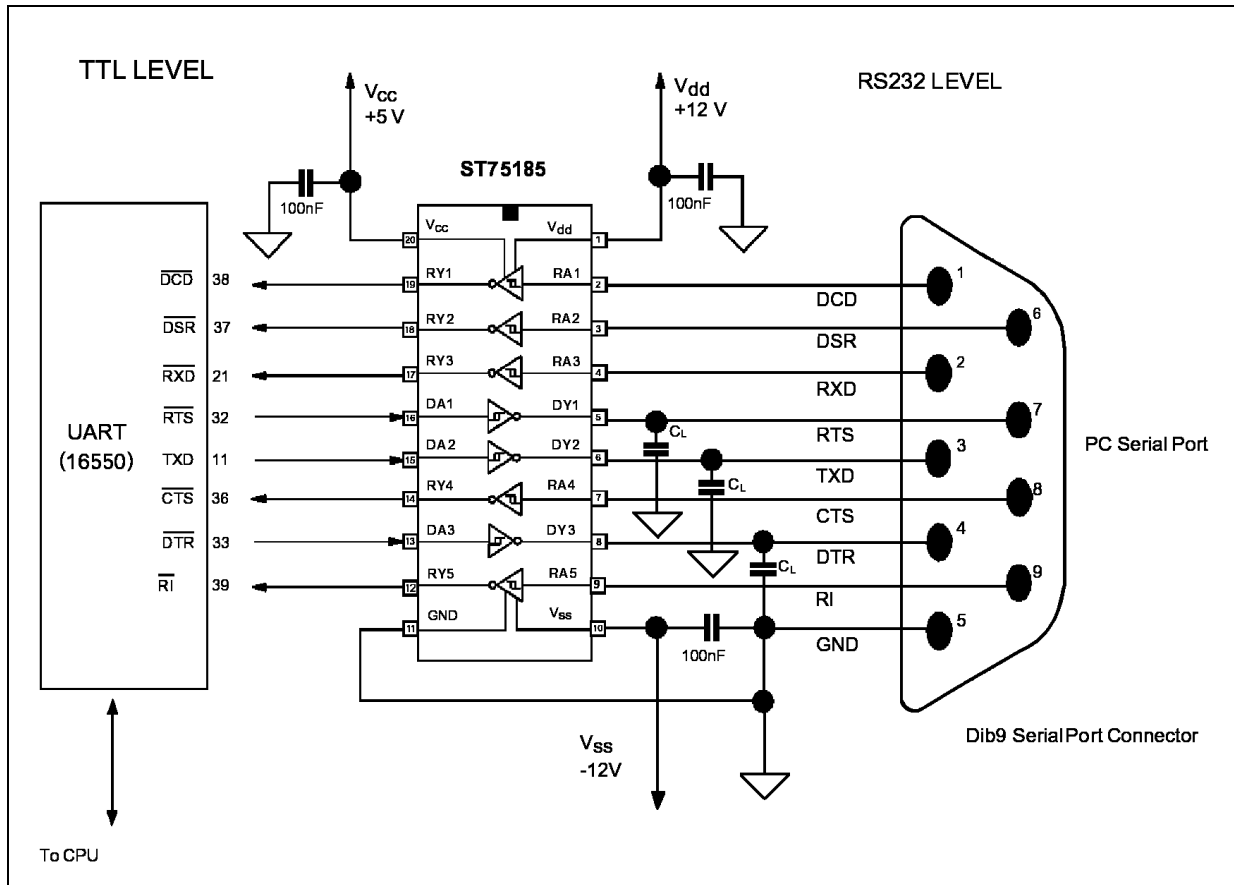 TTL LEVEL
RS232 LEVEL
VCC
+5 V
Vdd
+12 V
ST75185
100nF
100nF
VCC
Vdd
20
1
DCD 38
19 RY1
RA1 2
DCD
1
DSR 37
18 RY2
RA2 3
DSR
6
RXD 21
17 RY3
RA3 4
RXD
2
RTS 32
16 DA1
DY1 5
CL
RTS
7
UART
(16550)
TXD 11
15 DA2
DY2 6
CL
TXD
3
PC Serial Port
CTS 36
14 RY4
RA4 7
CTS
8
DTR 33
13 DA3
DY3 8
CL
DTR
4
RI 39
12 RY5
RA5 9
RI
9
11 GND
VSS 10
100nF
GND
5
VSS
-12V
Dib9 Serial Port Connector
To CPU